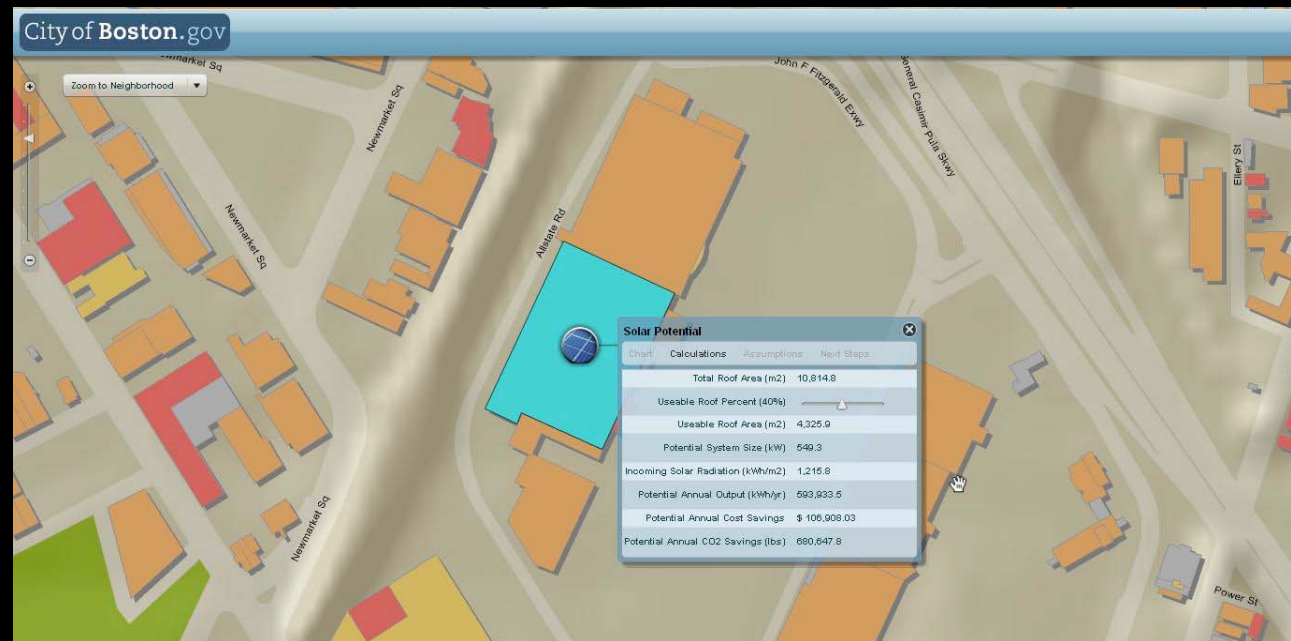 City of Boston.gov
Newmarket Sq
Zoom to Neighborhood
John F Fitzgerald Exwy
General Casimir Pula Skwy
Newmarket Sq
Ellery St
Newmarket Sq
Allstate Rd
Solar Potential
Chart Calculations Assumptions Next Steps
Total Roof Area (m2) 10,814.8
Useable Roof Percent (40%)
Useable Roof Area (m2) 4,325.9
Potential System Size (kW) 549.3
Incoming Solar Radiation (kWh/m2) 1,215.8
Potential Annual Output (kWh/yr) 593,933.5
Potential Annual Cost Savings $ 106,908.03
Potential Annual CO2 Savings (lbs) 680,647.8
Newmarket Sq
Power St